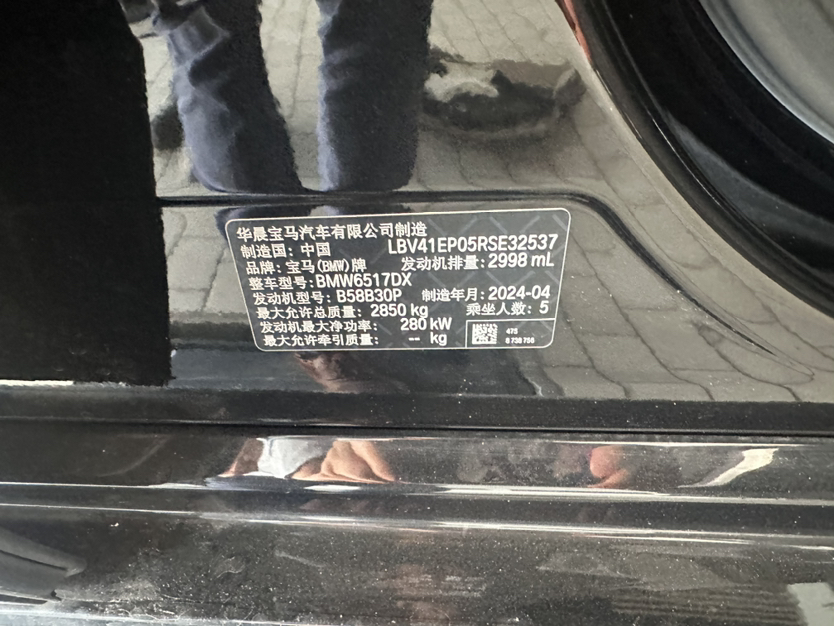 华晨宝马汽车有限公司制造
制造国: 中国 LBV41EP05RSE32537
品牌: 宝马(BMW)牌 发动机排量: 2998 mL
整车型号: BMW6517DX
发动机型号: B58B30P 制造年月: 2024-04
最大允许总质量: 2850 kg 乘坐人数: 5
发动机最大净功率: 280 kW
最大允许牵引质量: -- kg
475
8 736 756